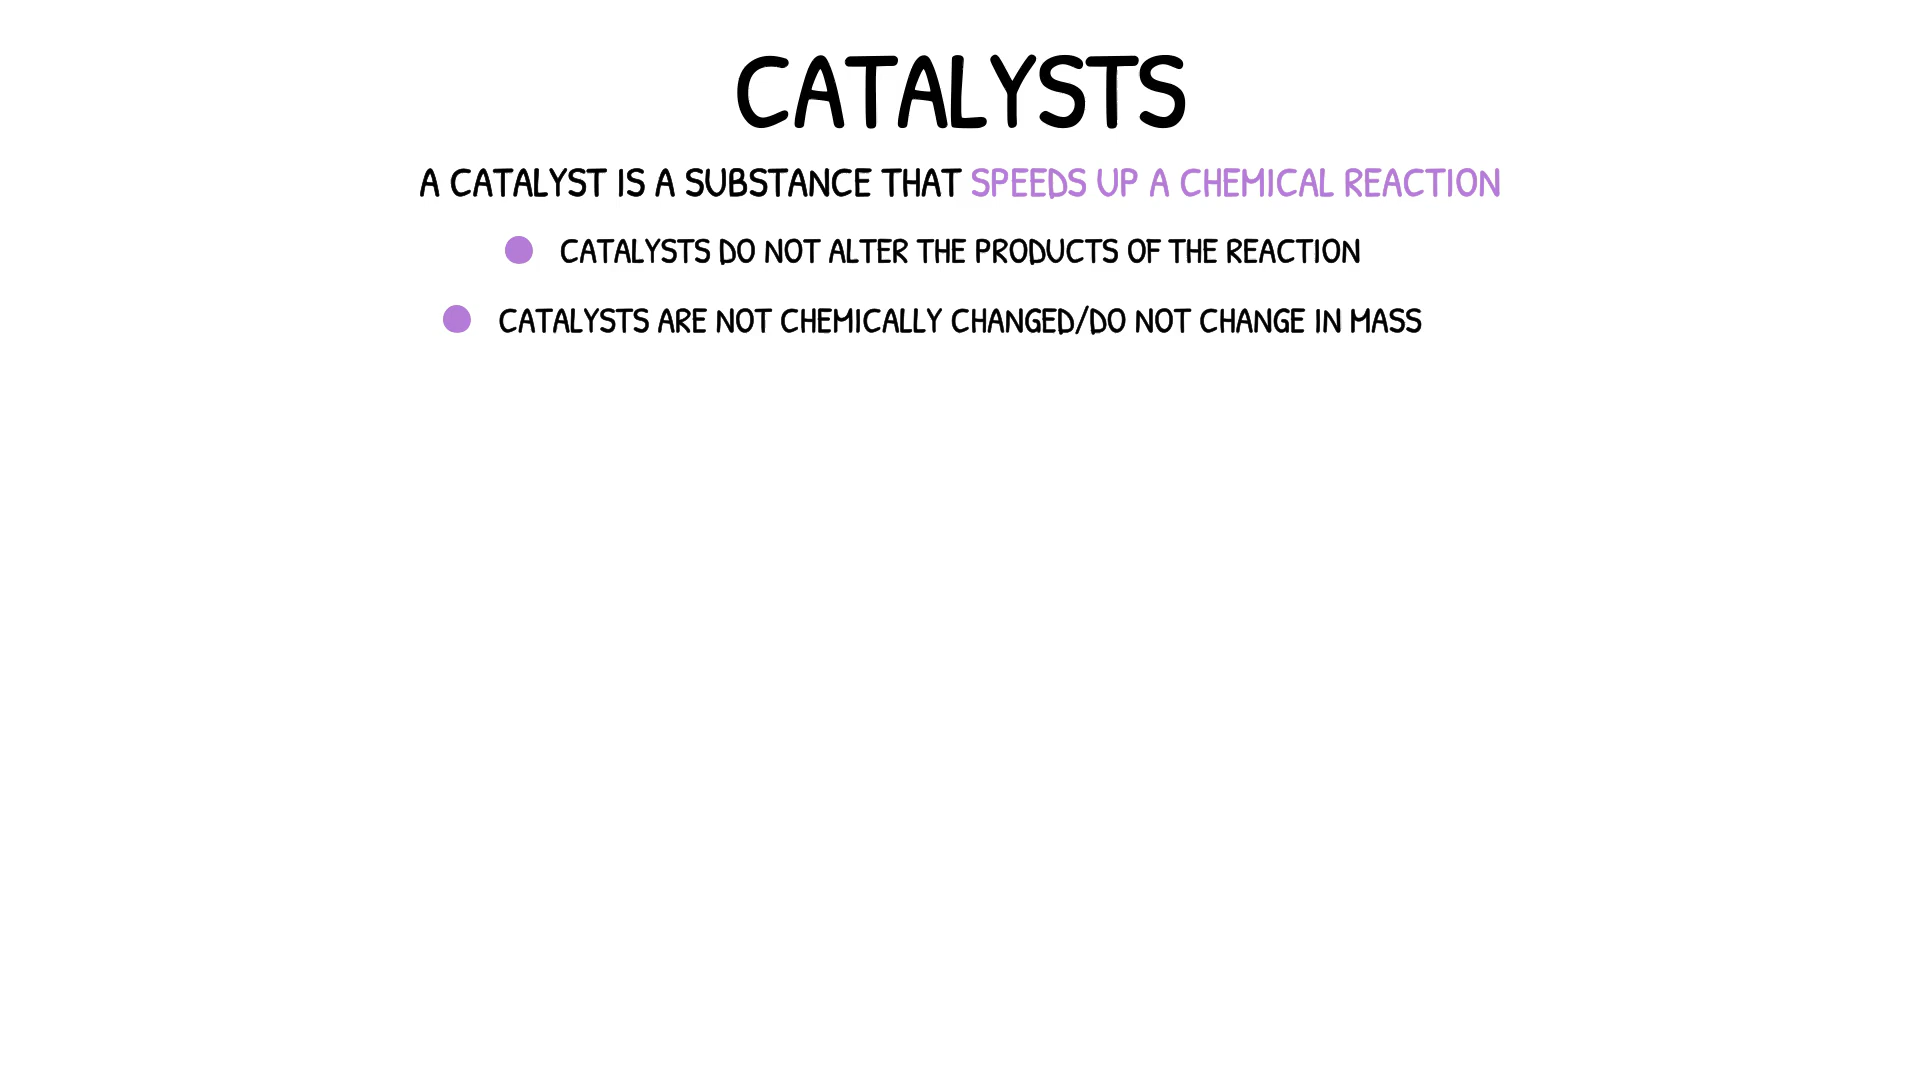 CATALYSTS
A CATALYST IS A SUBSTANCE THAT SPEEDS UP A CHEMICAL REACTION
CATALYSTS DO NOT ALTER THE PRODUCTS OF THE REACTION
CATALYSTS ARE NOT CHEMICALLY CHANGED/DO NOT CHANGE IN MASS